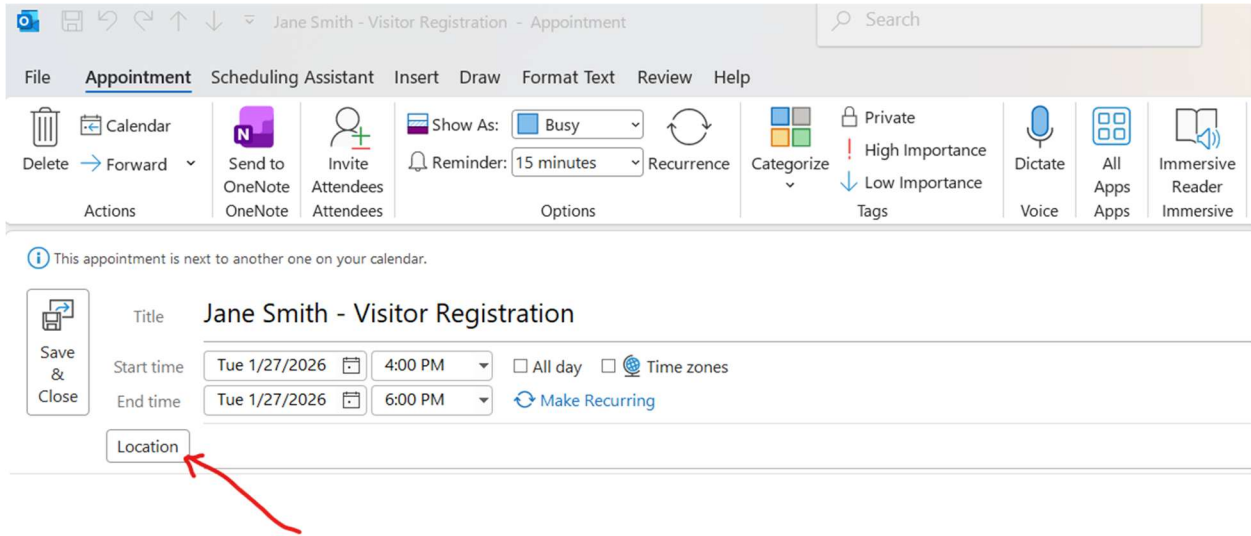 Jane Smith - Visitor Registration - Appointment
Search
File Appointment Scheduling Assistant Insert Draw Format Text Review Help
Delete
Calendar
Forward
Actions
Send to
OneNote
OneNote
Invite
Attendees
Attendees
Show As: Busy
Reminder: 15 minutes
Recurrence
Options
Categorize
Private
High Importance
Low Importance
Tags
Dictate
Voice
All
Apps
Apps
Immersive
Reader
Immersive
This appointment is next to another one on your calendar.
Save
&
Close
Title Jane Smith - Visitor Registration
Start time Tue 1/27/2026 4:00 PM All day Time zones
End time Tue 1/27/2026 6:00 PM Make Recurring
Location